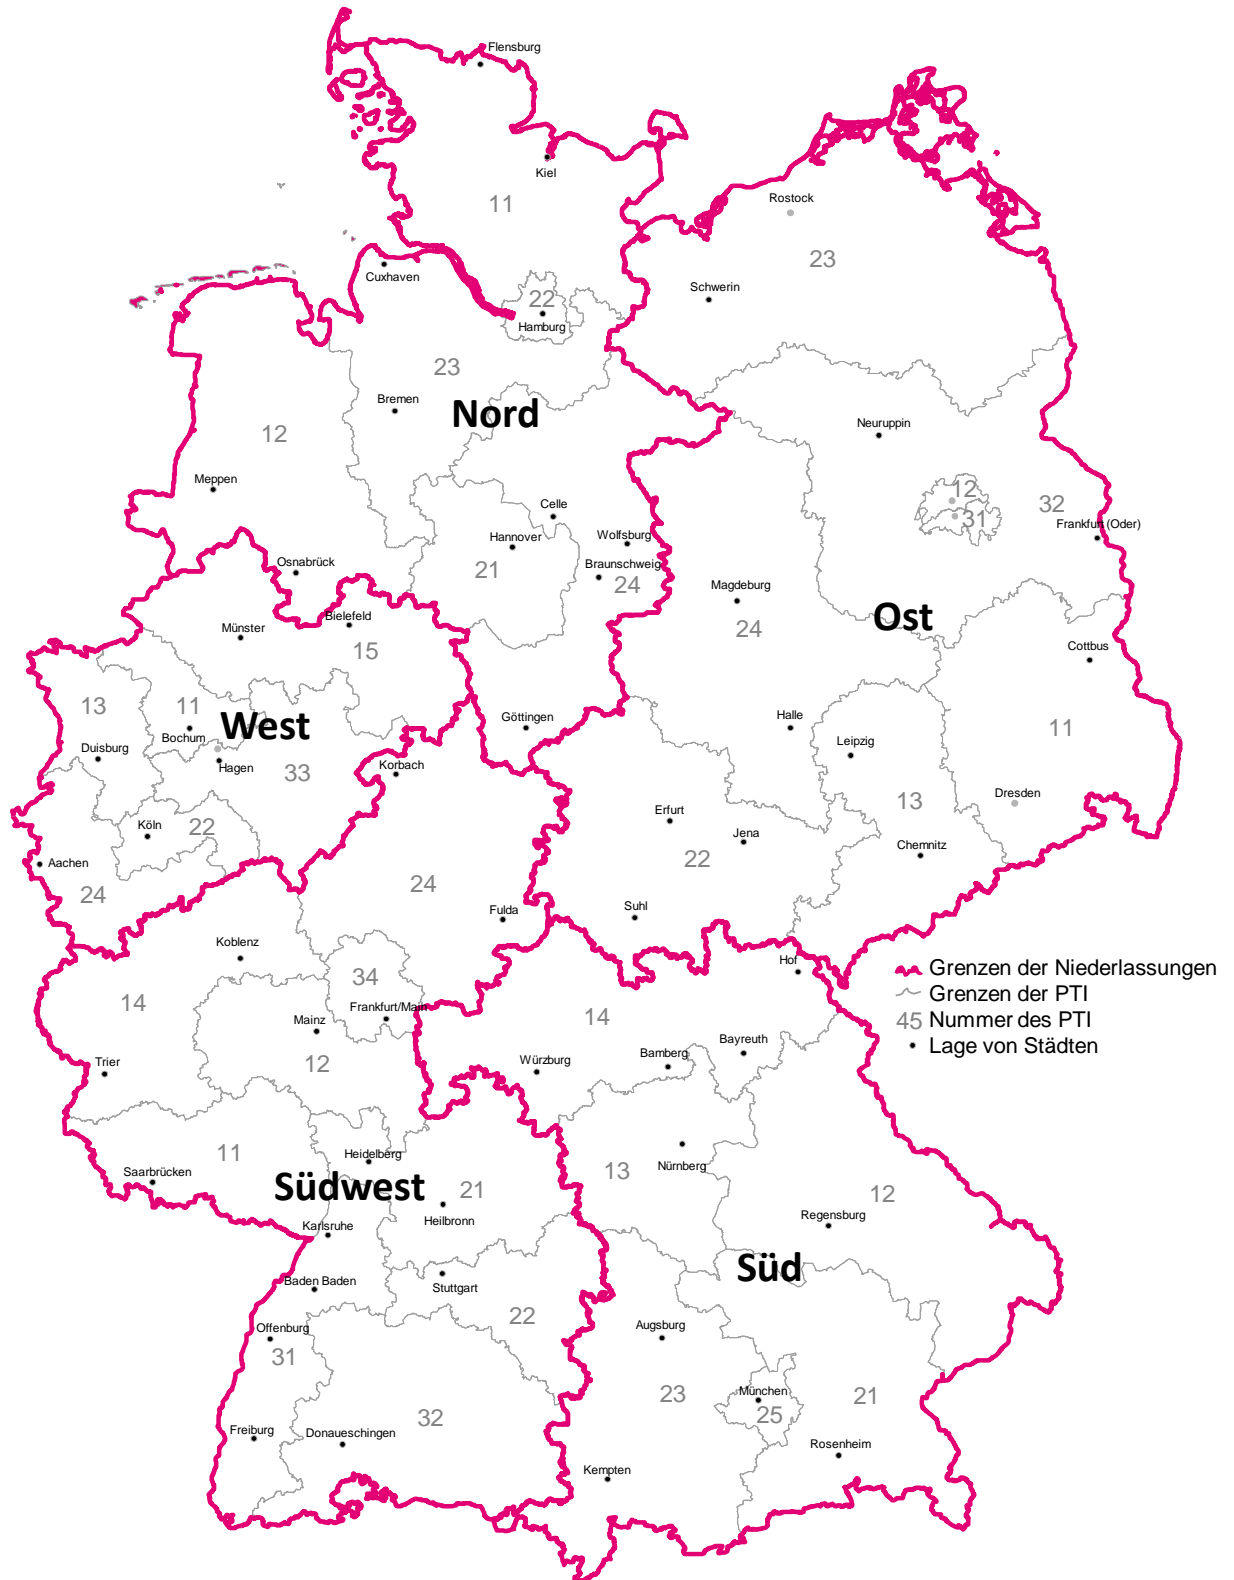 Flensburg
Kiel
11
Rostock
23
Cuxhaven
Schwerin
22
Hamburg
23
Bremen
Nord
Neuruppin
12
Meppen
12
32
31
Frankfurt (Oder)
Celle
Hannover
Wolfsburg
21
Braunschweig
24
Osnabrück
Magdeburg
24
Ost
Bielefeld
Münster
15
Cottbus
13
11
West
Göttingen
Halle
11
Bochum
Duisburg
Leipzig
Hagen
33
Korbach
Dresden
13
Erfurt
Köln
22
Jena
Chemnitz
22
Aachen
24
24
Fulda
Suhl
Koblenz
Hof
Grenzen der Niederlassungen
34
Grenzen der PTI
14
Frankfurt/Main
14
45 Nummer des PTI
Mainz
Bayreuth
Lage von Städten
Trier
12
Würzburg
Bamberg
11
Heidelberg
Nürnberg
13
Saarbrücken
Südwest
21
12
Heilbronn
Regensburg
Karlsruhe
Süd
Baden Baden
Stuttgart
22
Offenburg
Augsburg
31
München
23
21
25
32
Freiburg
Donaueschingen
Rosenheim
Kempten